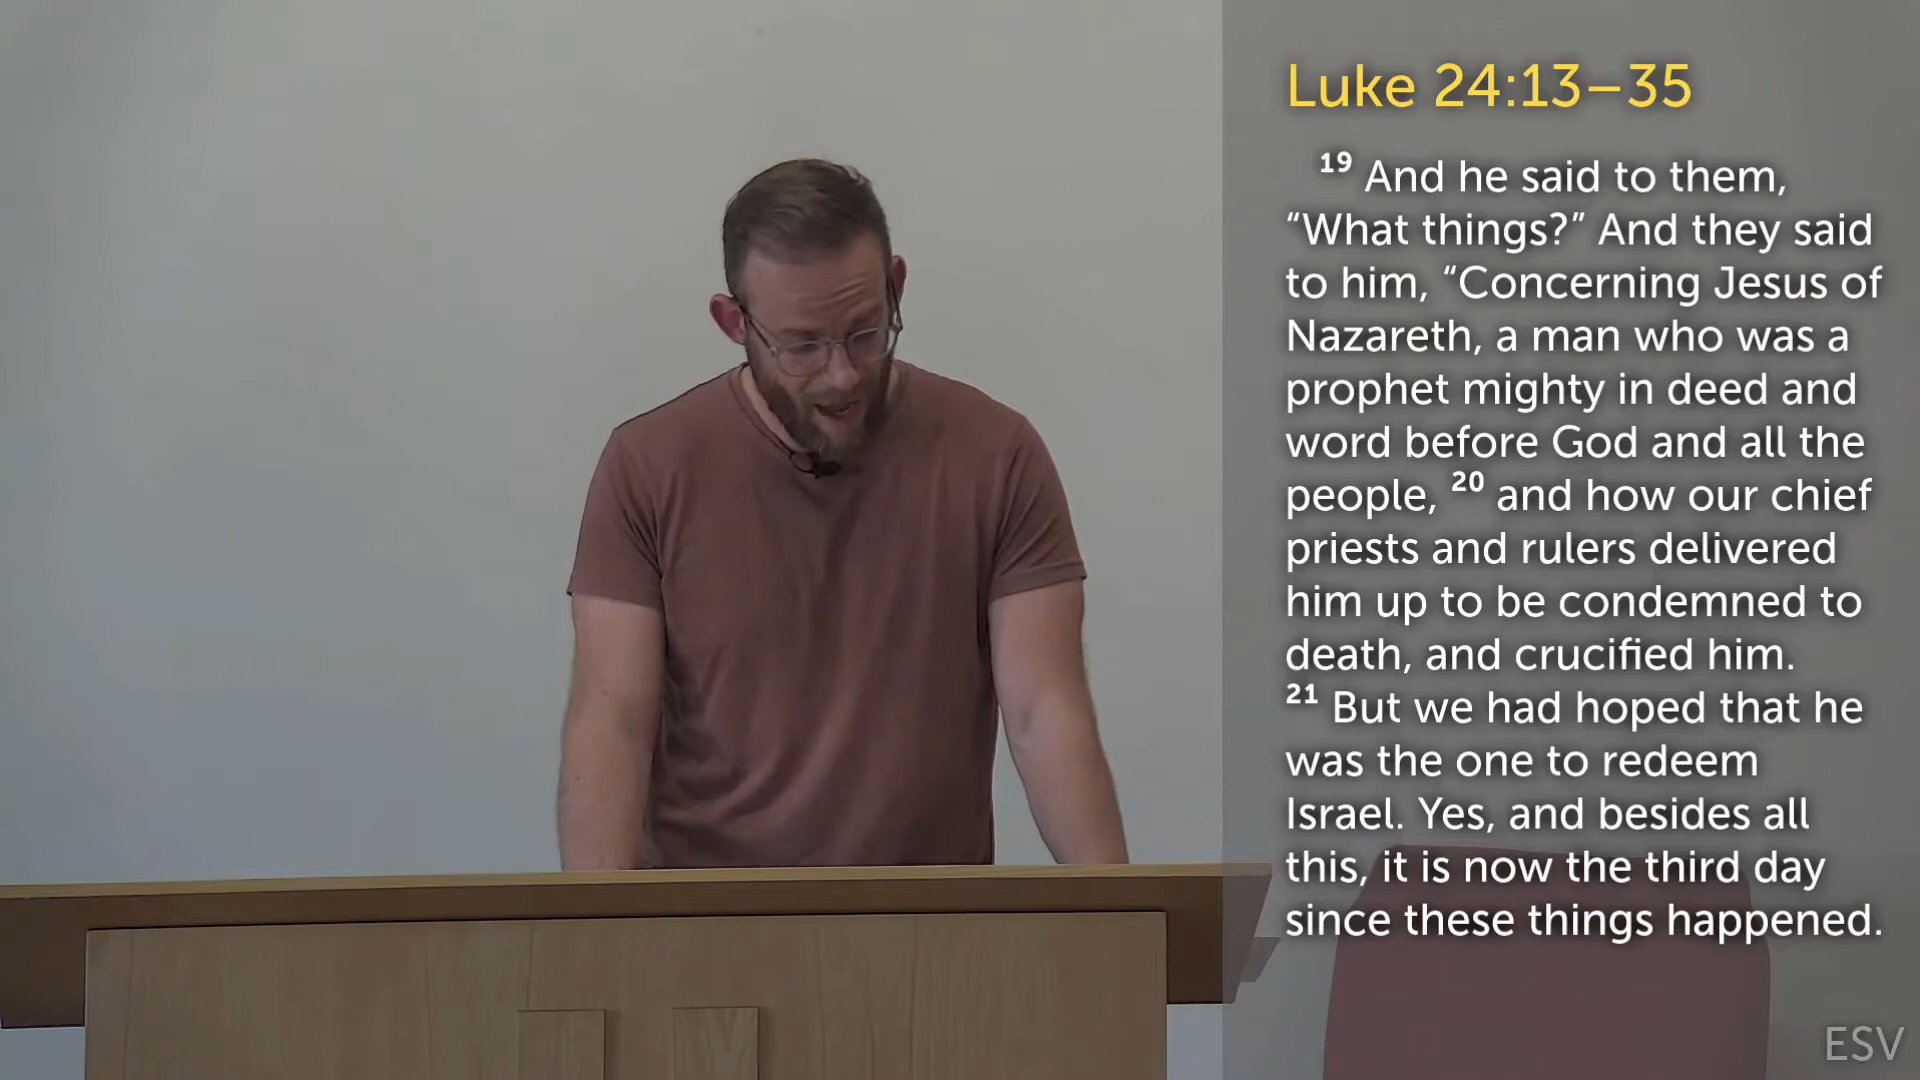 Luke 24:13–35
19 And he said to them,
“What things?” And they said
to him, “Concerning Jesus of
Nazareth, a man who was a
prophet mighty in deed and
word before God and all the
people, 20 and how our chief
priests and rulers delivered
him up to be condemned to
death, and crucified him.
21 But we had hoped that he
was the one to redeem
Israel. Yes, and besides all
this, it is now the third day
since these things happened.
ESV